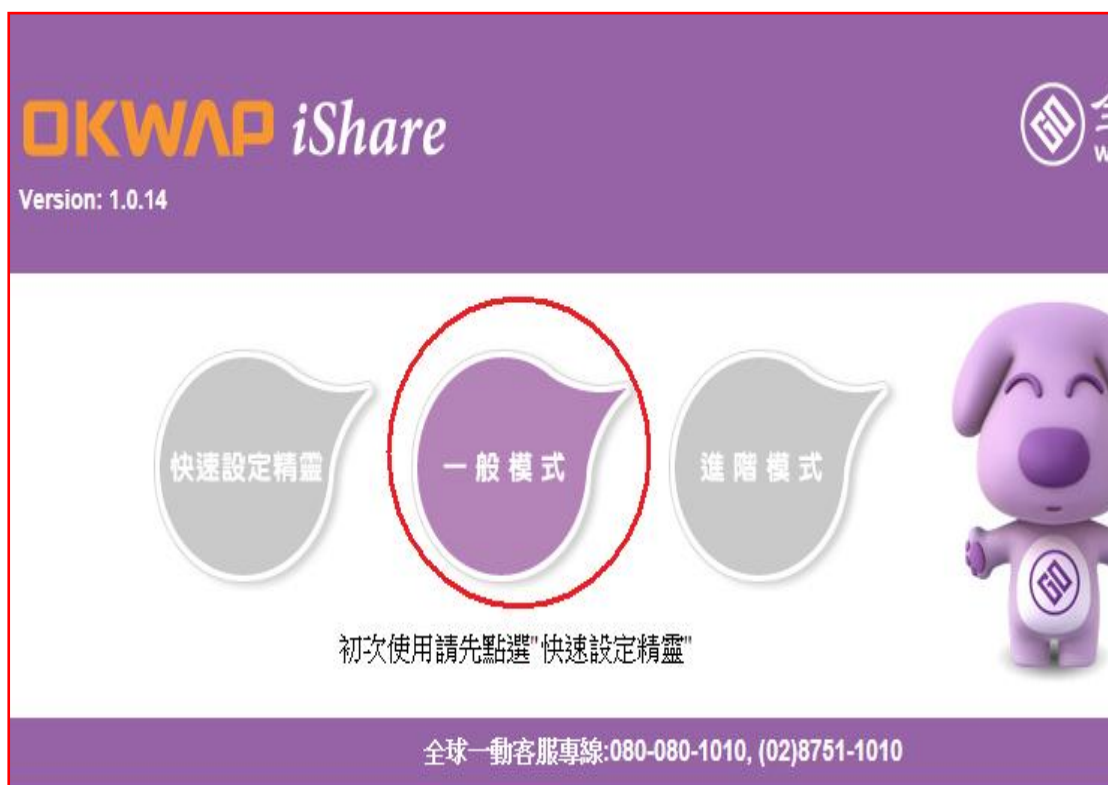 OKWAP iShare
Version: 1.0.14
快速設定精靈
一般模式
進階模式
初次使用請先點選"快速設定精靈"
全球一動客服專線:080-080-1010, (02)8751-1010